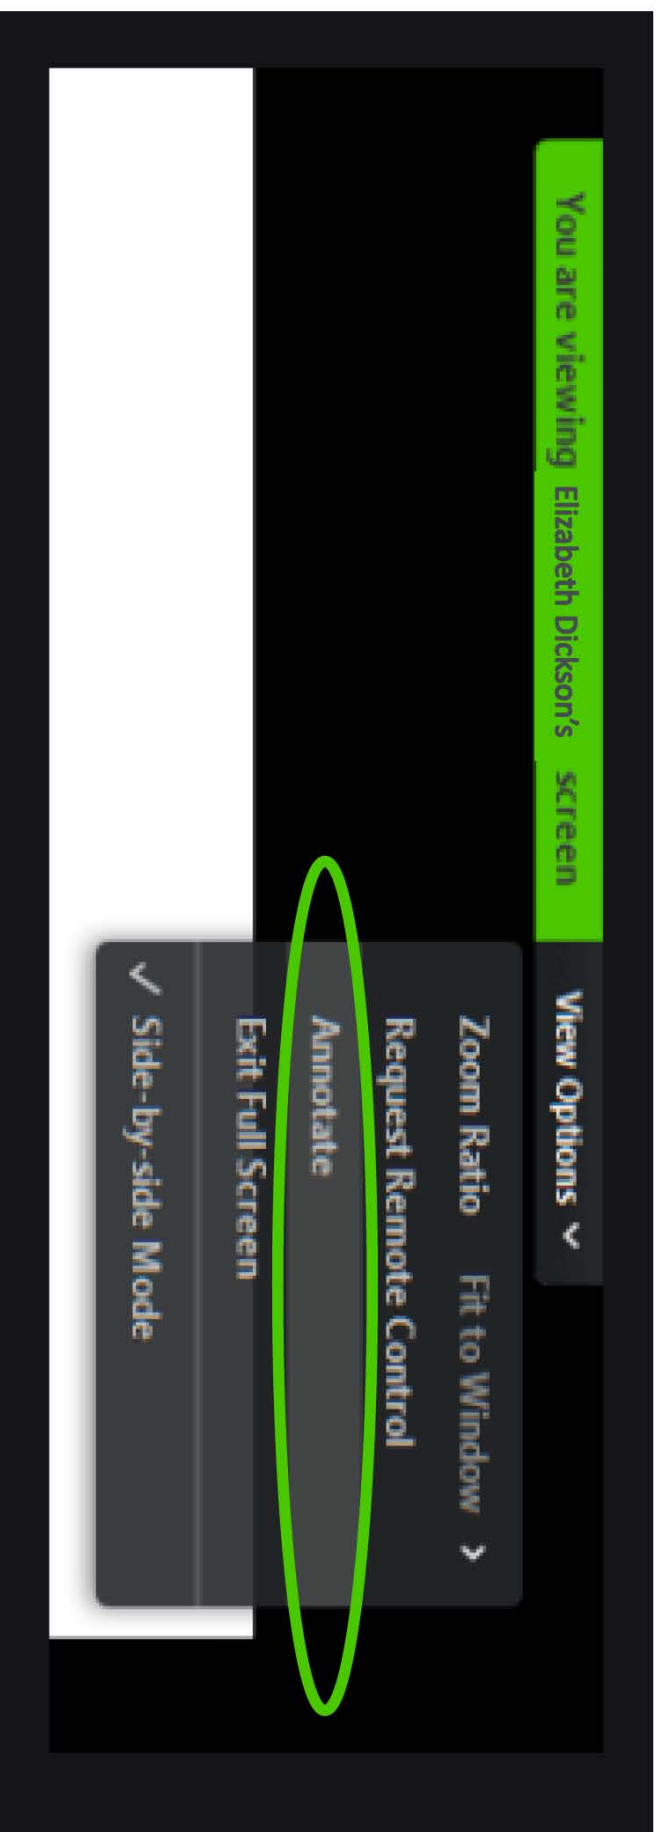 You are viewing Elizabeth Dickson's screen View Options
Zoom Ratio Fit to Window
Request Remote Control
Annotate
Exit Full Screen
✓ Side-by-side Mode